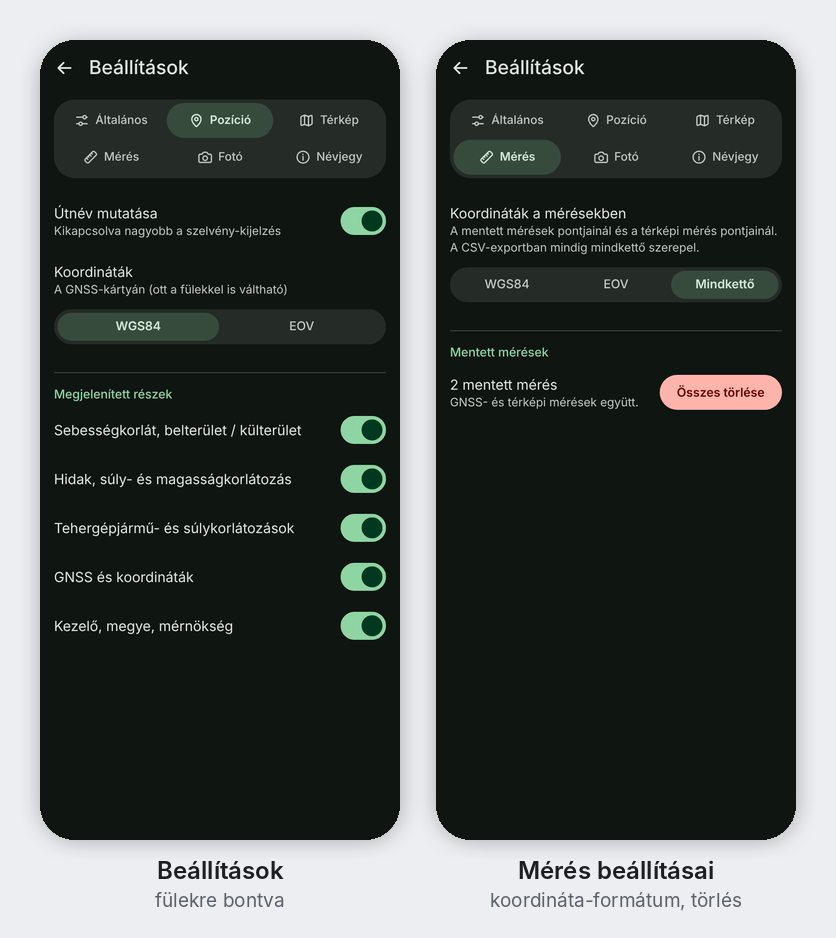 Beállítások
Általános
Pozíció
Térkép
Mérés
Fotó
Névjegy
Útnév mutatása
Kikapcsolva nagyobb a szelvény-kijelzés
Koordináták
A GNSS-kártyán (ott a fülekkel is váltható)
WGS84
EOV
Megjelenített részek
Sebességkorlát, belterület / külterület
Hidak, súly- és magasságkorlátozás
Tehergépjármű- és súlykorlátozások
GNSS és koordináták
Kezelő, megye, mérnökség
Beállítások
fülekre bontva
Beállítások
Általános
Pozíció
Térkép
Mérés
Fotó
Névjegy
Koordináták a mérésekben
A mentett mérések pontjainál és a térképi mérés pontjainál.
A CSV-exportban mindig mindkettő szerepel.
WGS84
EOV
Mindkettő
Mentett mérések
2 mentett mérés
GNSS- és térképi mérések együtt.
Összes törlése
Mérés beállításai
koordináta-formátum, törlés